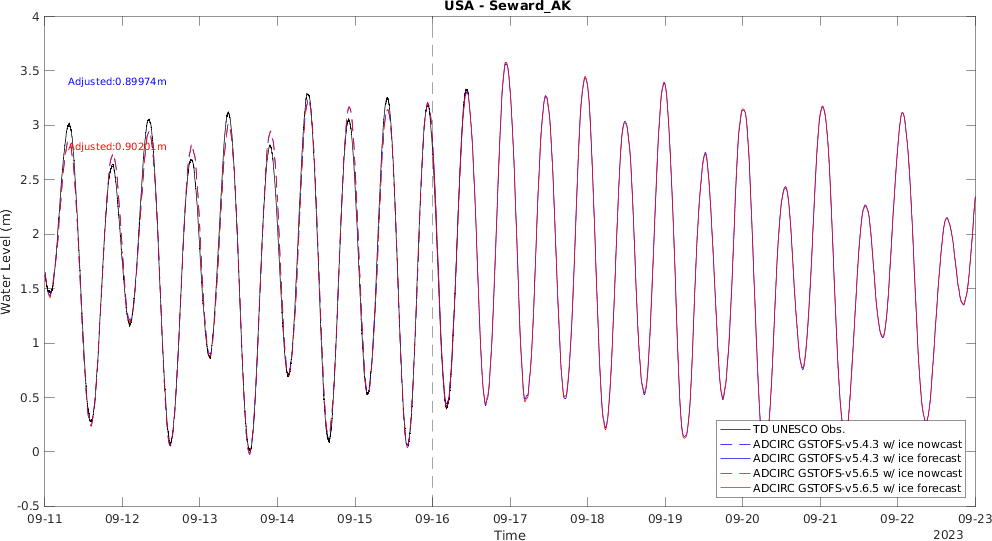 USA - Seward_AK
4
3.5
3
2.5
2
1.5
1
0.5
0
-0.5
Water Level (m)
Adjusted:0.89974m
Adjusted:0.90201m
TD UNESCO Obs.
ADCIRC GSTOFS-v5.4.3 w/ ice nowcast
ADCIRC GSTOFS-v5.4.3 w/ ice forecast
ADCIRC GSTOFS-v5.6.5 w/ ice nowcast
ADCIRC GSTOFS-v5.6.5 w/ ice forecast
09-11 09-12 09-13 09-14 09-15 09-16 09-17 09-18 09-19 09-20 09-21 09-22 09-23
Time
2023